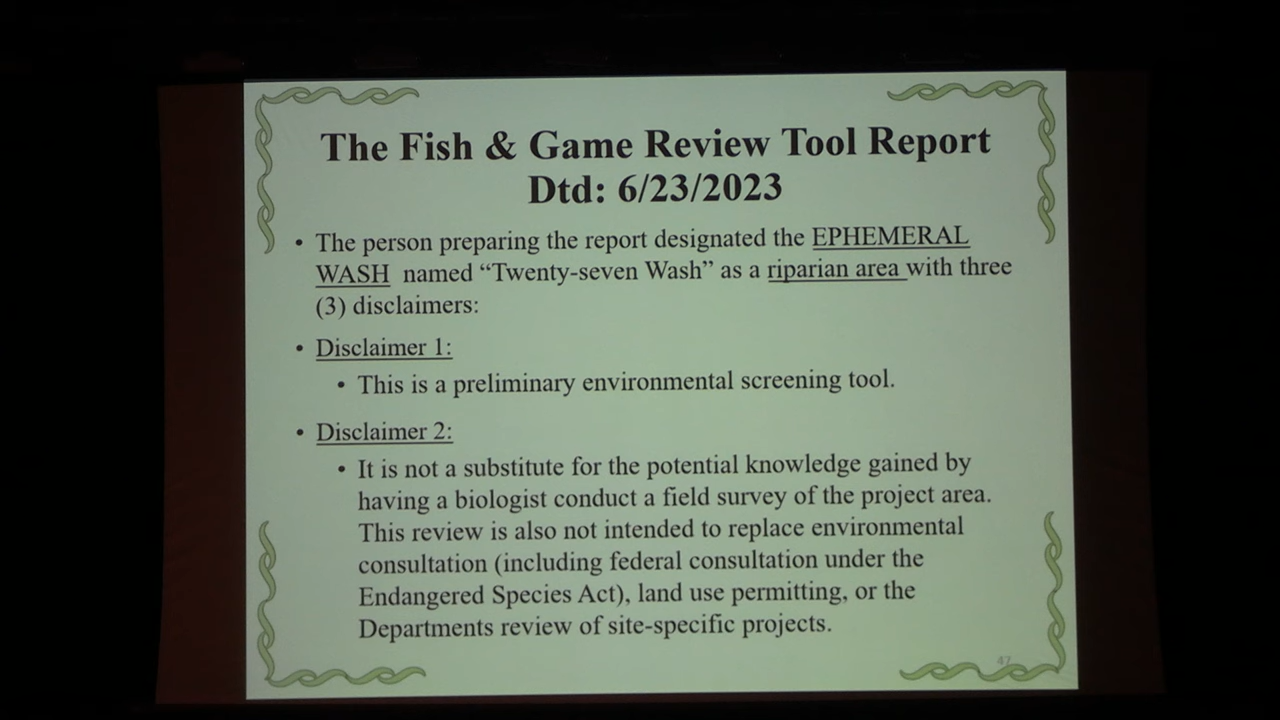 The Fish & Game Review Tool Report
Dtd: 6/23/2023
• The person preparing the report designated the EPHEMERAL
WASH named “Twenty-seven Wash” as a riparian area with three
(3) disclaimers:
• Disclaimer 1:
• This is a preliminary environmental screening tool.
• Disclaimer 2:
• It is not a substitute for the potential knowledge gained by
having a biologist conduct a field survey of the project area.
This review is also not intended to replace environmental
consultation (including federal consultation under the
Endangered Species Act), land use permitting, or the
Departments review of site-specific projects.
47